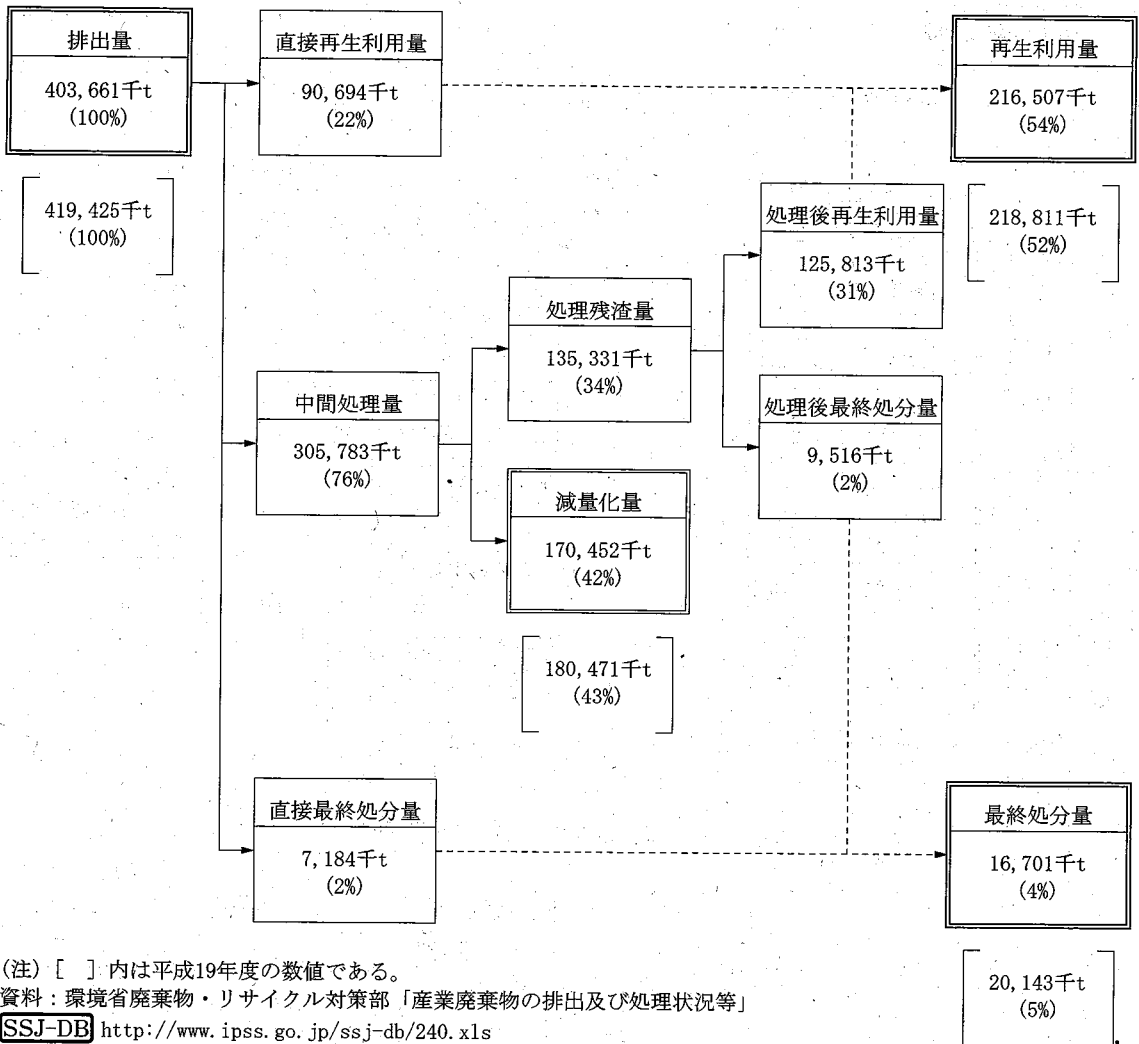 排出量
403,661千t
(100%)
419,425千t
(100%)
直接再生利用量
90,694千t
(22%)
再生利用量
216,507千t
(54%)
218,811千t
(52%)
処理後再生利用量
125,813千t
(31%)
処理残渣量
135,331千t
(34%)
中間処理量
305,783千t
(76%)
処理後最終処分量
9,516千t
(2%)
減量化量
170,452千t
(42%)
180,471千t
(43%)
直接最終処分量
7,184千t
(2%)
最終処分量
16,701千t
(4%)
20,143千t
(5%)
(注) [ ] 内は平成19年度の数値である。
資料：環境省廃棄物・リサイクル対策部「産業廃棄物の排出及び処理状況等」
SSJ-DB http://www.ipss.go.jp/ssj-db/240.xls